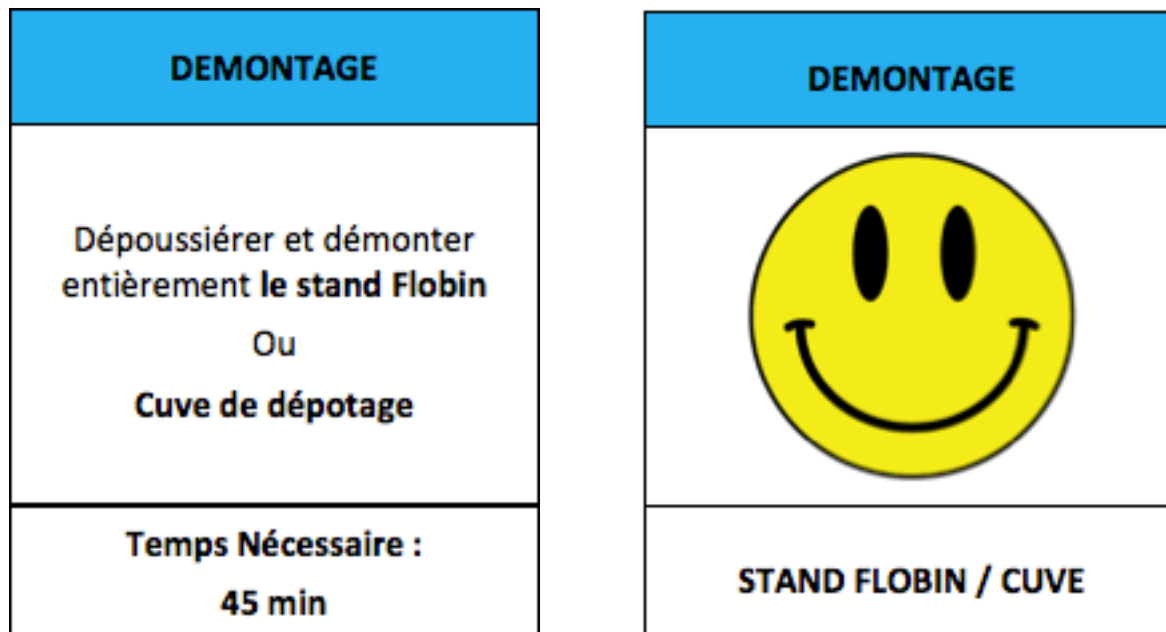 DEMONTAGE
Dépoussiérer et démonter
entièrement le stand Flobin
Ou
Cuve de dépotage
Temps Nécessaire :
45 min
DEMONTAGE
STAND FLOBIN / CUVE